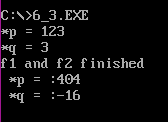 C:\>6_3.EXE
*p = 123
*q = 3
f1 and f2 finished
*p = :404
*q = :-16